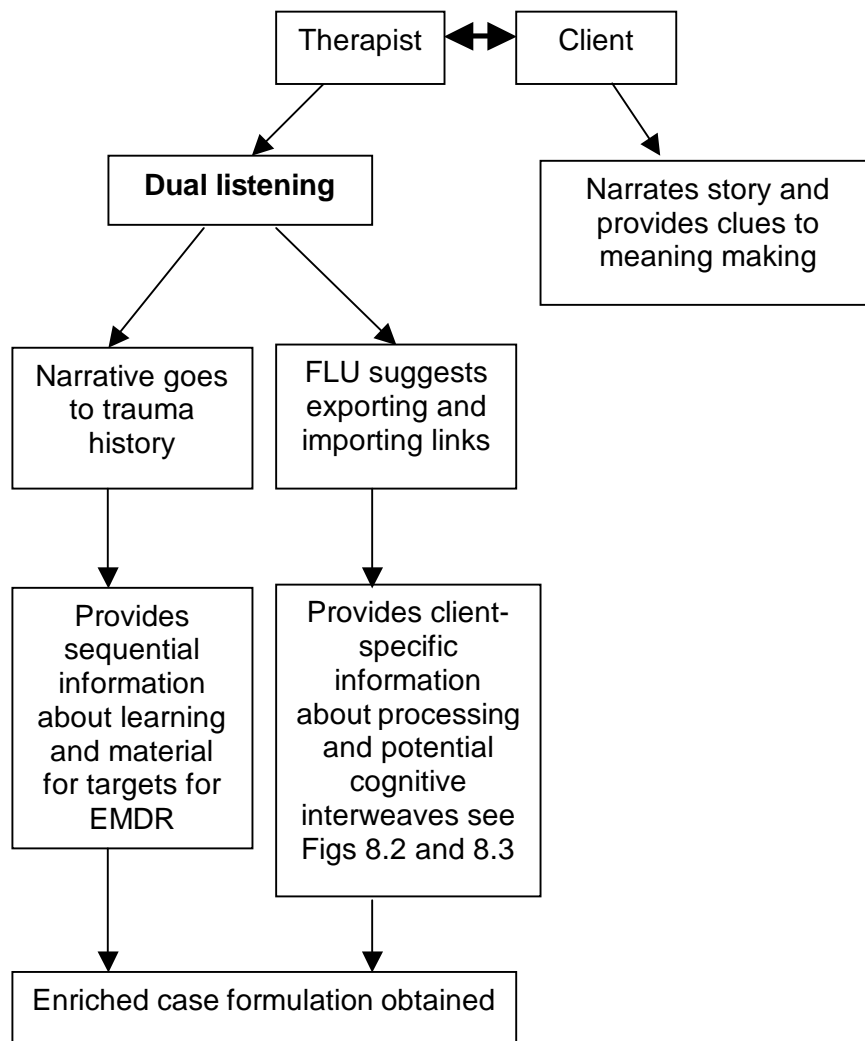 Therapist
Client
Dual listening
Narrates story and
provides clues to
meaning making
Narrative goes
to trauma
history
FLU suggests
exporting and
importing links
Provides
sequential
information
about learning
and material
for targets for
EMDR
Provides client-
specific
information
about processing
and potential
cognitive
interweaves see
Figs 8.2 and 8.3
Enriched case formulation obtained